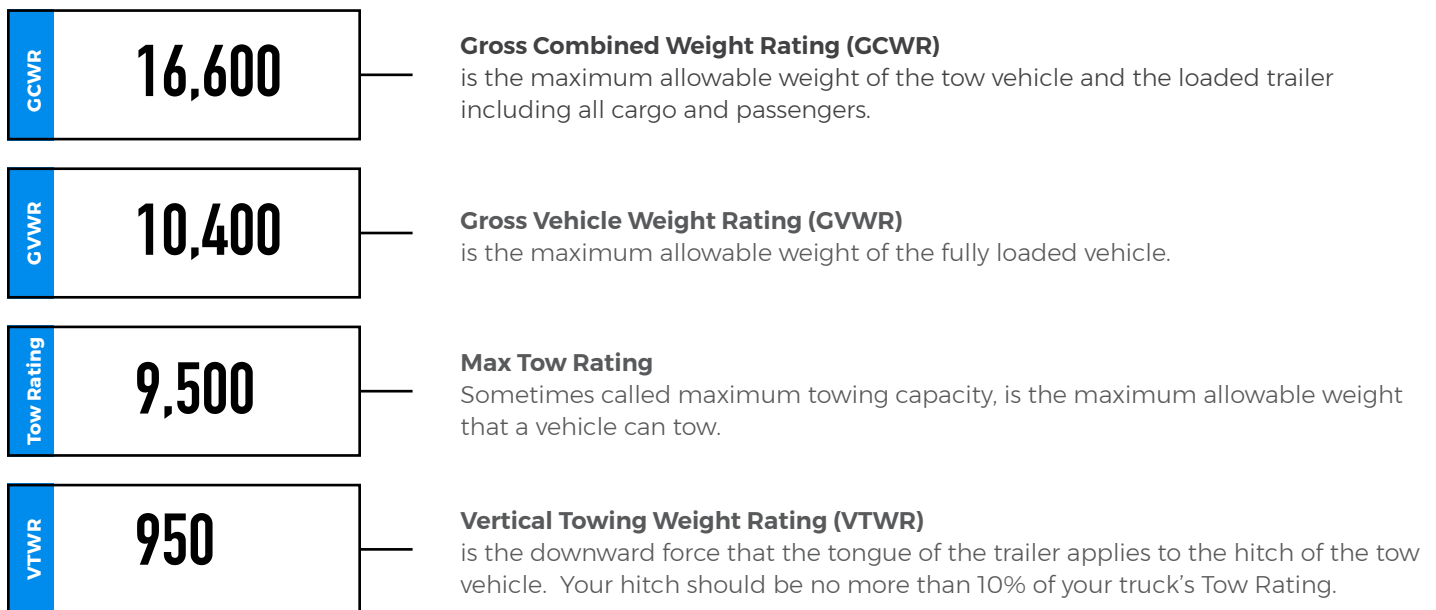 GCWR
16,600
Gross Combined Weight Rating (GCWR)
is the maximum allowable weight of the tow vehicle and the loaded trailer
including all cargo and passengers.
GVWR
10,400
Gross Vehicle Weight Rating (GVWR)
is the maximum allowable weight of the fully loaded vehicle.
Tow Rating
9,500
Max Tow Rating
Sometimes called maximum towing capacity, is the maximum allowable weight
that a vehicle can tow.
VTWR
950
Vertical Towing Weight Rating (VTWR)
is the downward force that the tongue of the trailer applies to the hitch of the tow
vehicle.  Your hitch should be no more than 10% of your truck's Tow Rating.